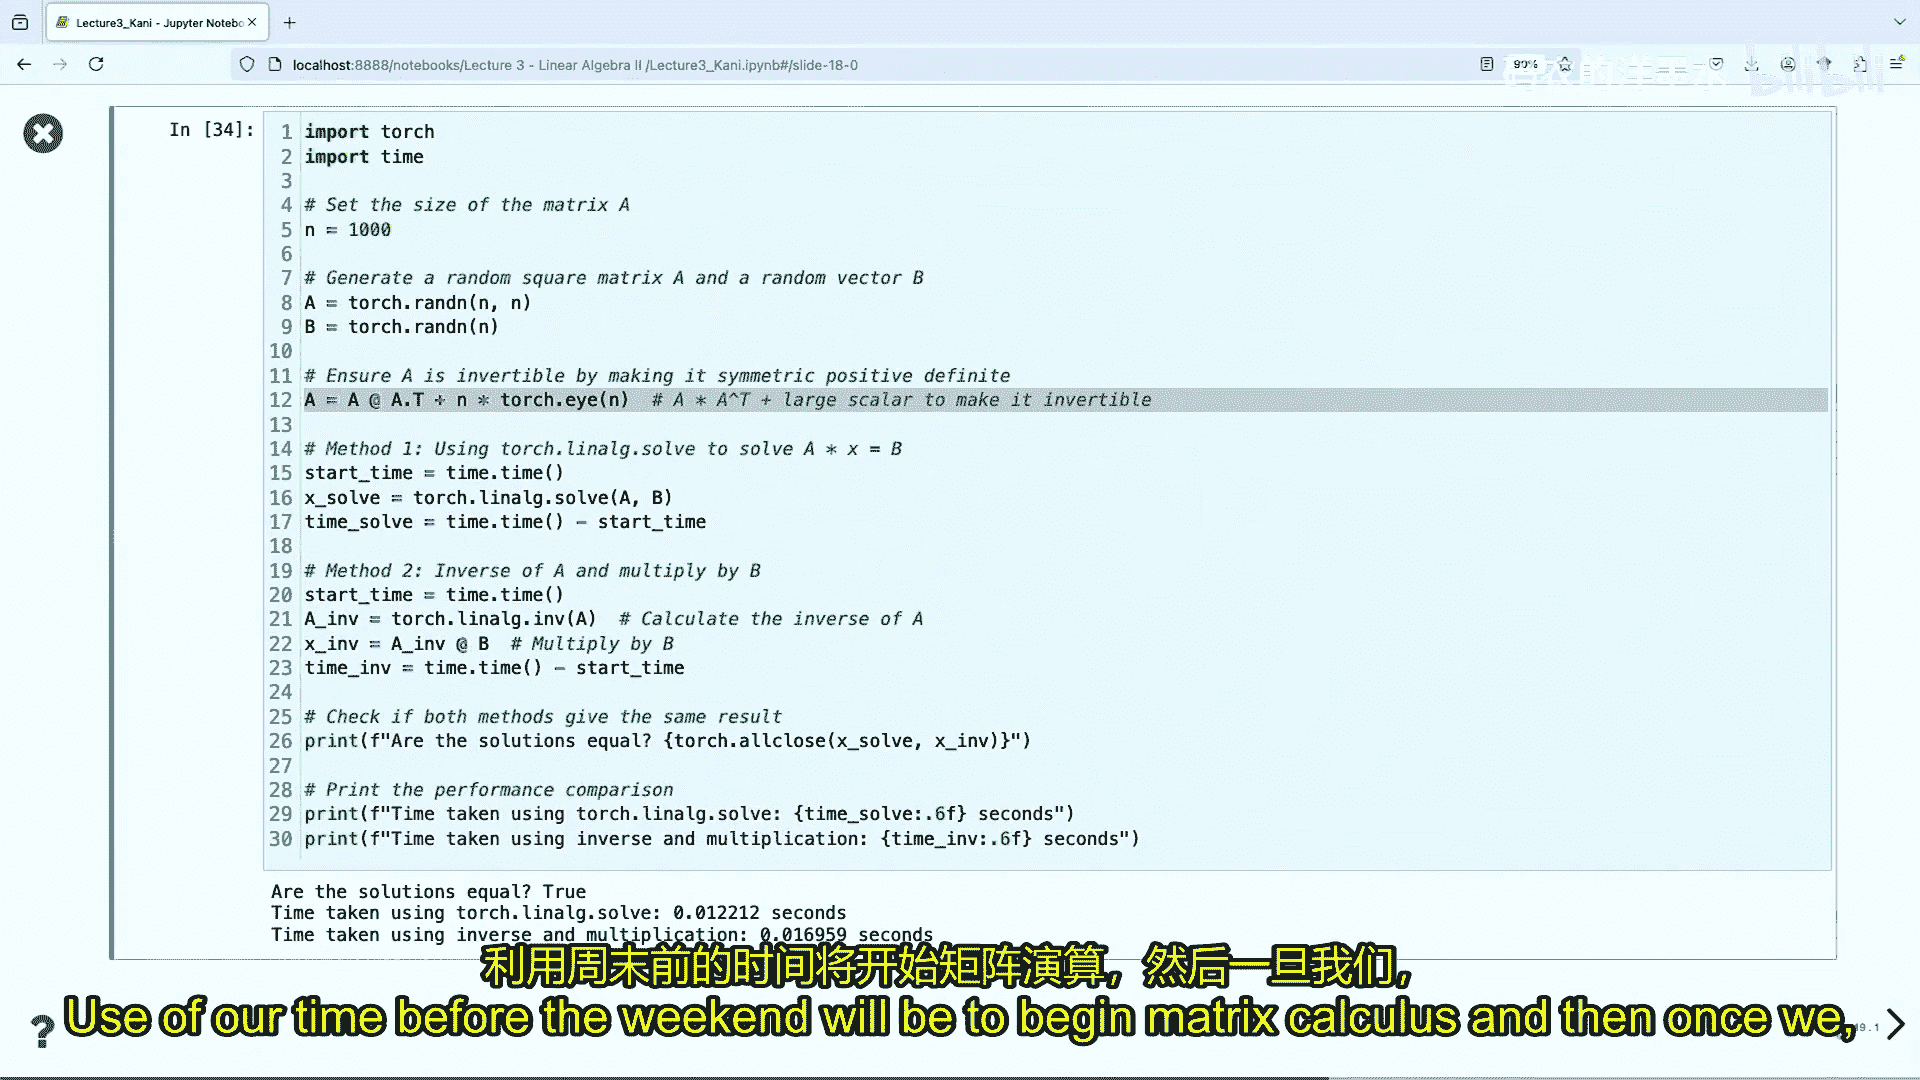 Lecture3_Kani - Jupyter Notebo
localhost:8888/notebooks/Lecture 3 - Linear Algebra II /Lecture3_Kani.ipynb#/slide-18-0
90%
In [34]:
1 import torch
2 import time
3
4 # Set the size of the matrix A
5 n = 1000
6
7 # Generate a random square matrix A and a random vector B
8 A = torch.randn(n, n)
9 B = torch.randn(n)
10
11 # Ensure A is invertible by making it symmetric positive definite
12 A = A @ A.T + n * torch.eye(n)  # A * A^T + large scalar to make it invertible
13
14 # Method 1: Using torch.linalg.solve to solve A * x = B
15 start_time = time.time()
16 x_solve = torch.linalg.solve(A, B)
17 time_solve = time.time() - start_time
18
19 # Method 2: Inverse of A and multiply by B
20 start_time = time.time()
21 A_inv = torch.linalg.inv(A)  # Calculate the inverse of A
22 x_inv = A_inv @ B  # Multiply by B
23 time_inv = time.time() - start_time
24
25 # Check if both methods give the same result
26 print(f"Are the solutions equal? {torch.allclose(x_solve, x_inv)}")
27
28 # Print the performance comparison
29 print(f"Time taken using torch.linalg.solve: {time_solve:.6f} seconds")
30 print(f"Time taken using inverse and multiplication: {time_inv:.6f} seconds")
Are the solutions equal? True
Time taken using torch.linalg.solve: 0.012212 seconds
Time taken using inverse and multiplication: 0.016959 seconds
利用周末前的时间将开始矩阵演算，然后一旦我们，
Use of our time before the weekend will be to begin matrix calculus and then once we,